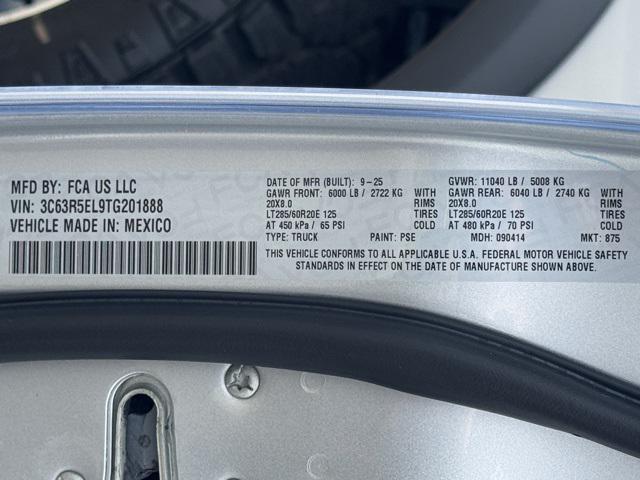 MFD BY: FCA US LLC
VIN: 3C63R5EL9TG201888
VEHICLE MADE IN: MEXICO
DATE OF MFR (BUILT): 9-25
GAWR FRONT: 6000 LB / 2722 KG WITH
20X8.0 RIMS
LT285/60R20E 125 TIRES
AT 450 kPa / 65 PSI COLD
TYPE: TRUCK PAINT: PSE
GVWR: 11040 LB / 5008 KG
GAWR REAR: 6040 LB / 2740 KG WITH
20X8.0 RIMS
LT285/60R20E 125 TIRES
AT 480 kPa / 70 PSI COLD
MDH: 090414 MKT: 875
THIS VEHICLE CONFORMS TO ALL APPLICABLE U.S.A. FEDERAL MOTOR VEHICLE SAFETY
STANDARDS IN EFFECT ON THE DATE OF MANUFACTURE SHOWN ABOVE.